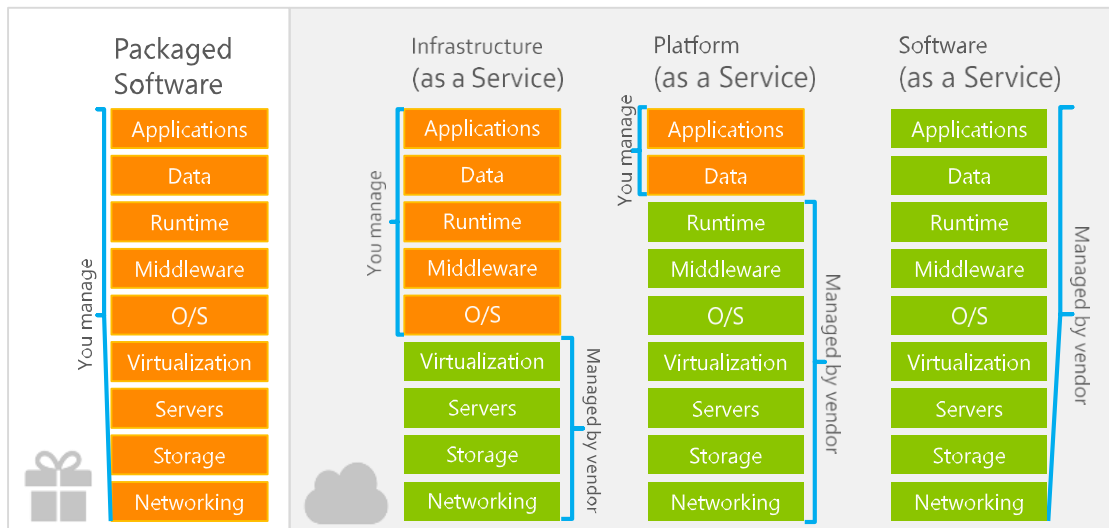 Packaged
Software
You manage
Applications
Data
Runtime
Middleware
O/S
Virtualization
Servers
Storage
Networking
Infrastructure
(as a Service)
You manage
Applications
Data
Runtime
Middleware
O/S
Virtualization
Servers
Storage
Networking
Managed by vendor
Platform
(as a Service)
You manage
Applications
Data
Runtime
Middleware
O/S
Virtualization
Servers
Storage
Networking
Managed by vendor
Software
(as a Service)
Applications
Data
Runtime
Middleware
O/S
Virtualization
Servers
Storage
Networking
Managed by vendor